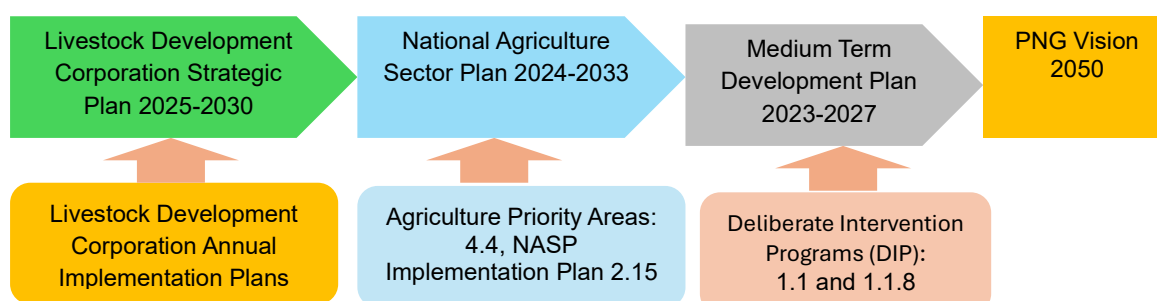 Livestock Development
Corporation Strategic
Plan 2025-2030
National Agriculture
Sector Plan 2024-2033
Medium Term
Development Plan
2023-2027
PNG Vision
2050
Livestock Development
Corporation Annual
Implementation Plans
Agriculture Priority Areas:
4.4, NASP
Implementation Plan 2.15
Deliberate Intervention
Programs (DIP):
1.1 and 1.1.8